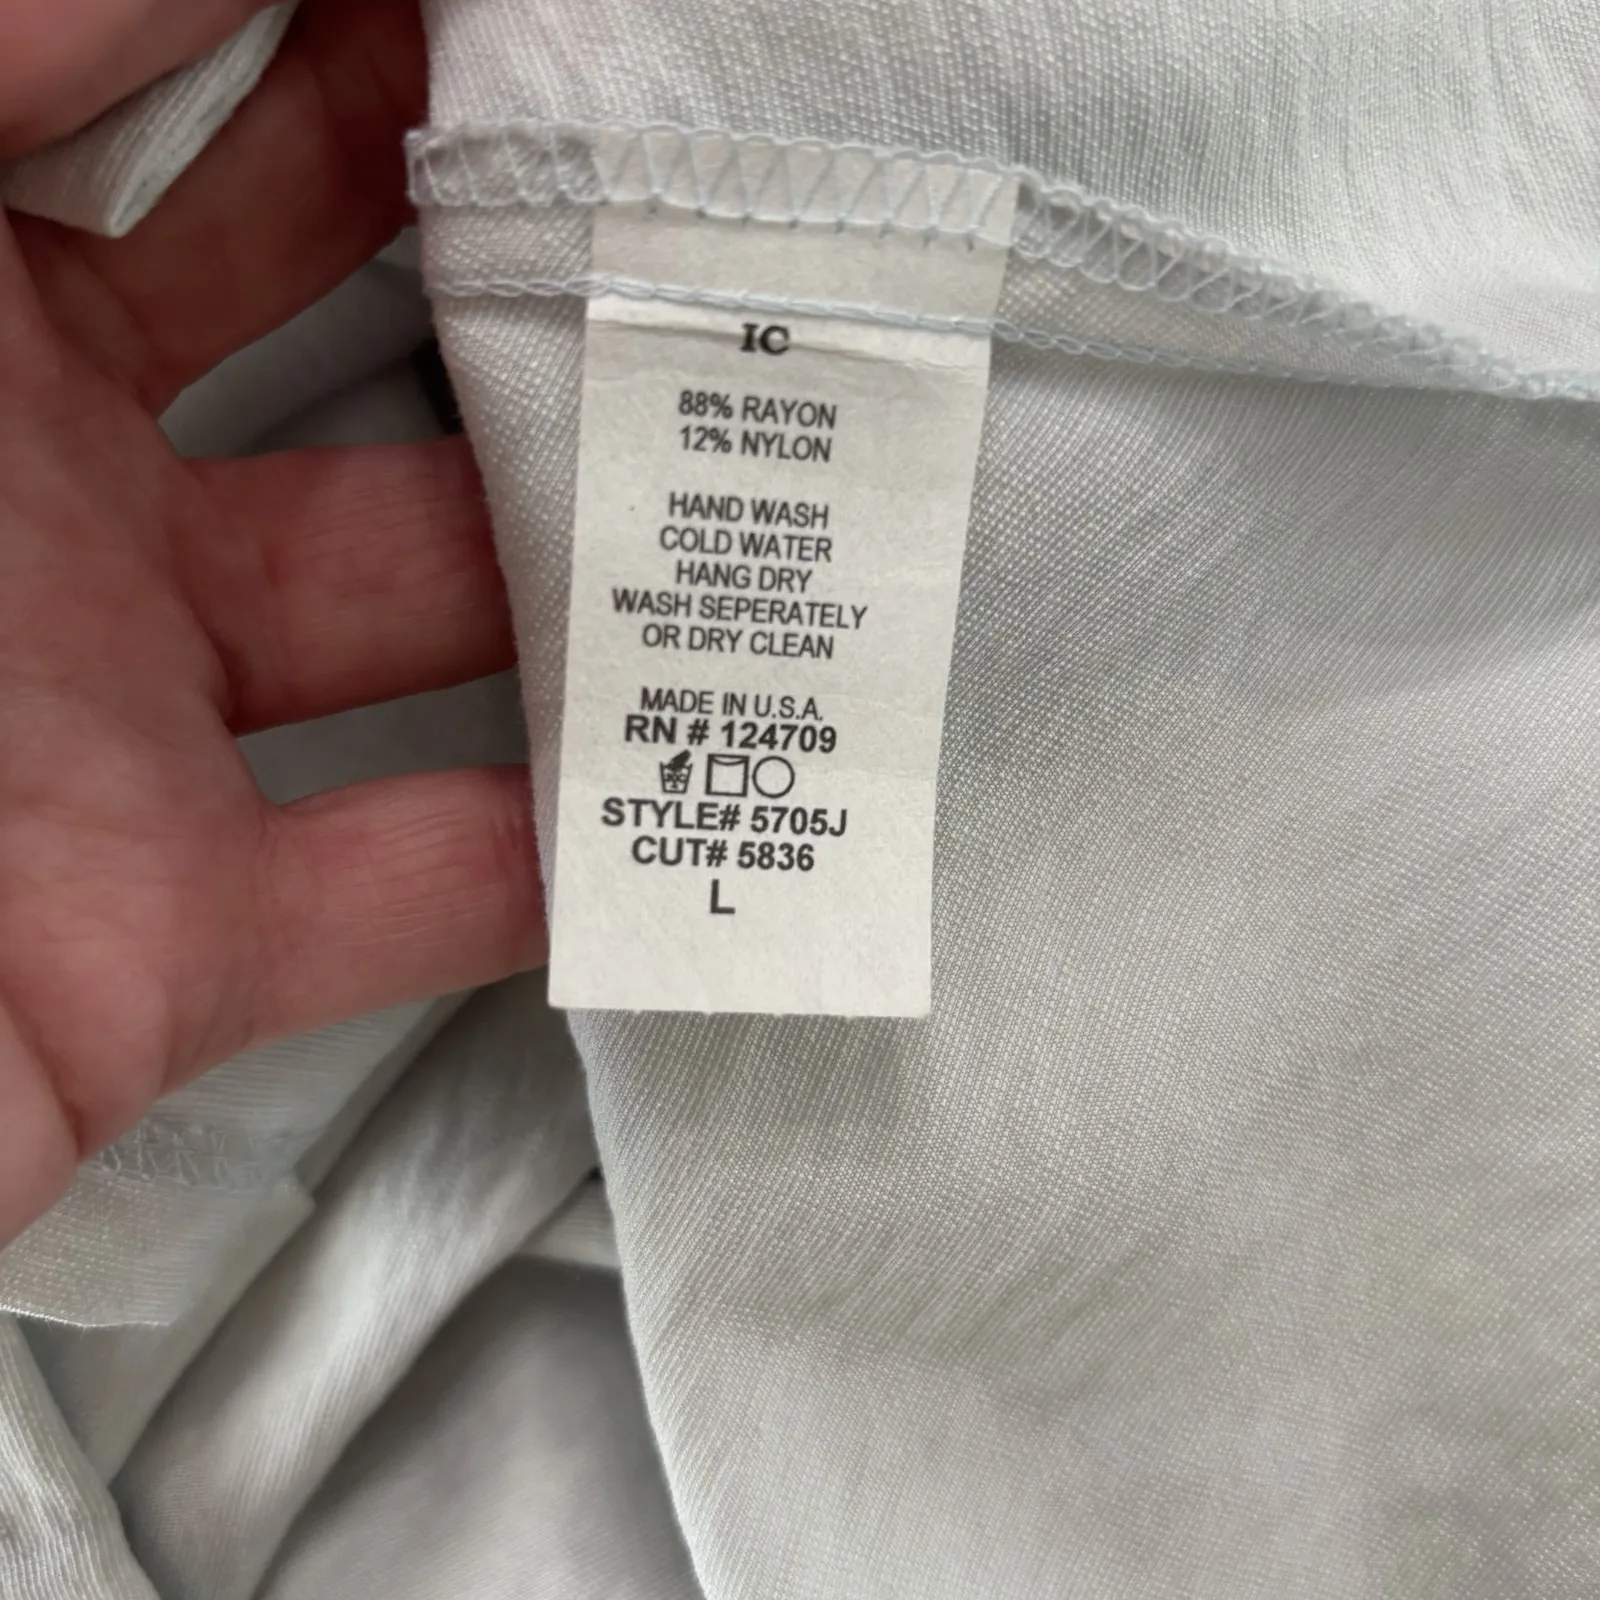 IC
88% RAYON
12% NYLON
HAND WASH
COLD WATER
HANG DRY
WASH SEPERATELY
OR DRY CLEAN
MADE IN U.S.A.
RN # 124709
STYLE# 5705J
CUT# 5836
L